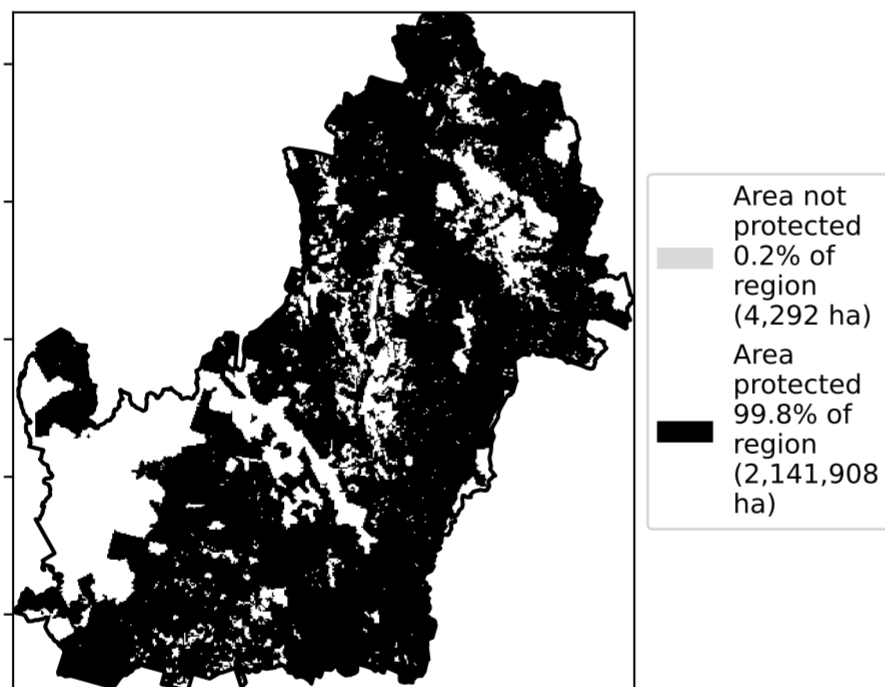 Area not
protected
0.2% of
region
(4,292 ha)
Area
protected
99.8% of
region
(2,141,908
ha)